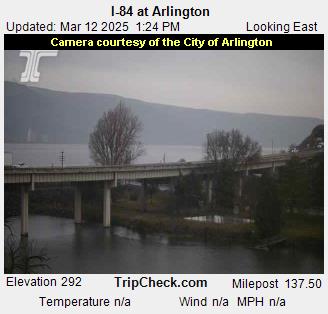 I-84 at Arlington
Updated: Mar 12 2025 1:24 PM Looking East
Camera courtesy of the City of Arlington
Elevation 292 TripCheck.com Milepost 137.50
Temperature n/a Wind n/a MPH n/a